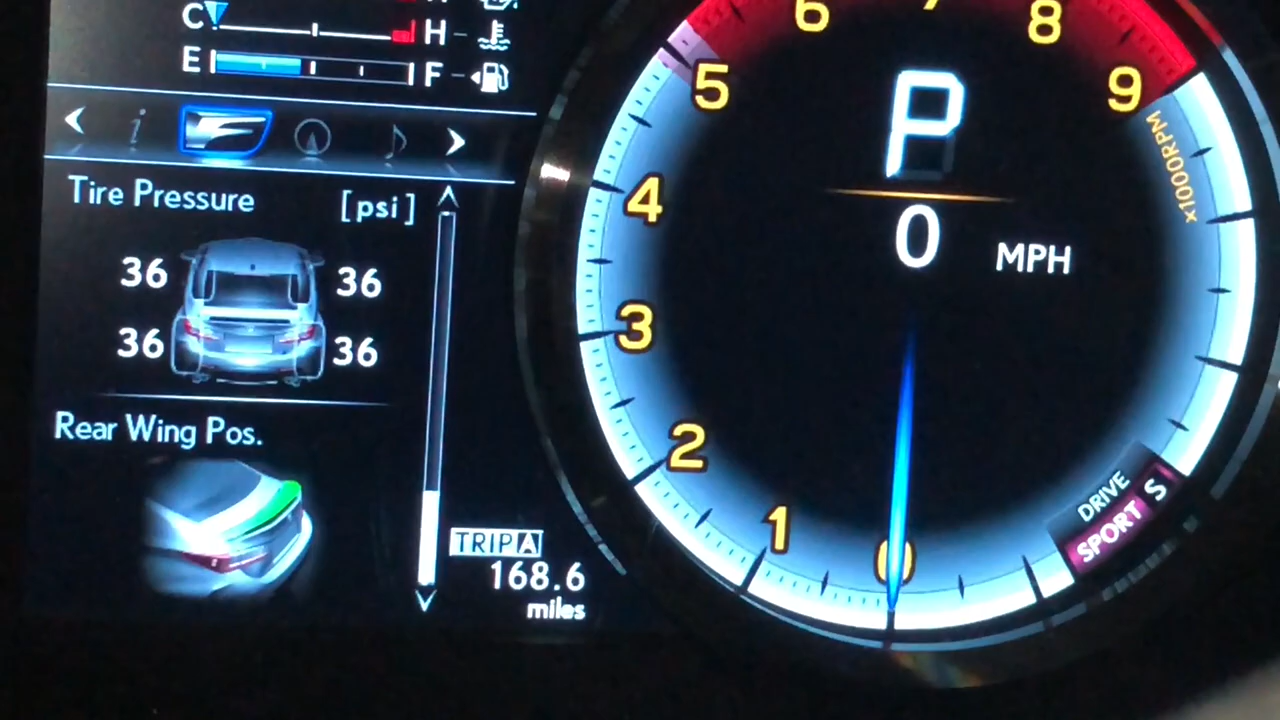 C H
E F
i
Tire Pressure [psi]
36 36
36 36
Rear Wing Pos.
TRIP A
168.6
miles
6 7 8
5 9
4
3
2
1
0
x1000RPM
P
0 MPH
DRIVE
SPORT S